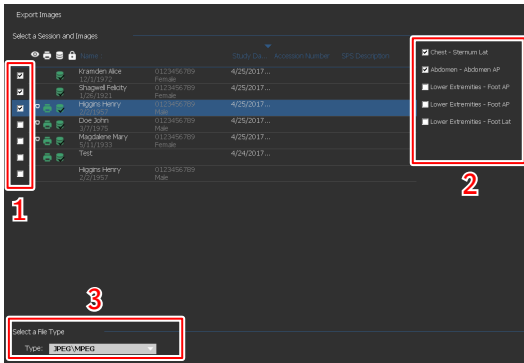 Export Images
Select a Session and Images
Name Study Da... Accession Number SPS Description
Kramden Alice 0123456789 4/25/2017...
12/1/1972 Female
Shagwell Felicity 0123456789 4/25/2017...
1/26/1921 Female
Higgins Henry 0123456789 4/25/2017...
2/2/1957 Male
Doe John 0123456789 4/25/2017...
3/7/1975 Male
Magdalene Mary 0123456789 4/25/2017...
5/11/1933 Female
Test 4/24/2017...
Higgins Henry 0123456789
2/2/1957 Male
1
Chest - Sternum Lat
Abdomen - Abdomen AP
Lower Extremities - Foot AP
Lower Extremities - Foot AP
Lower Extremities - Foot Lat
2
3
Select a File Type
Type: JPEG\MPEG